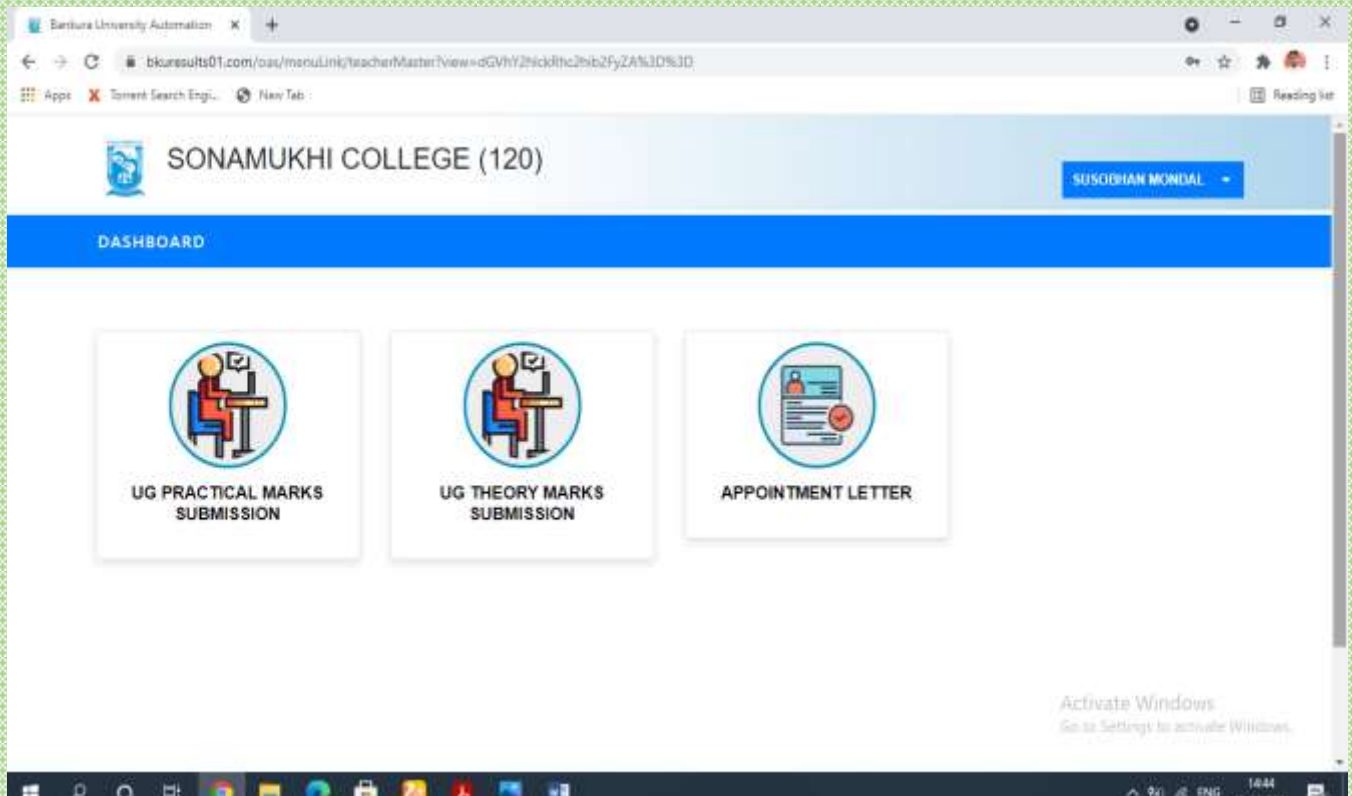 Bankura University Automation
bkuresults01.com/oas/menuLink/teacherMaster?view=
Apps
Torrent Search Engi...
New Tab
Reading list
SONAMUKHI COLLEGE (120)
SUSOBHAN MONDAL
DASHBOARD
UG PRACTICAL MARKS
SUBMISSION
UG THEORY MARKS
SUBMISSION
APPOINTMENT LETTER
Activate Windows
Go to Settings to activate Windows.
ENG
14:44